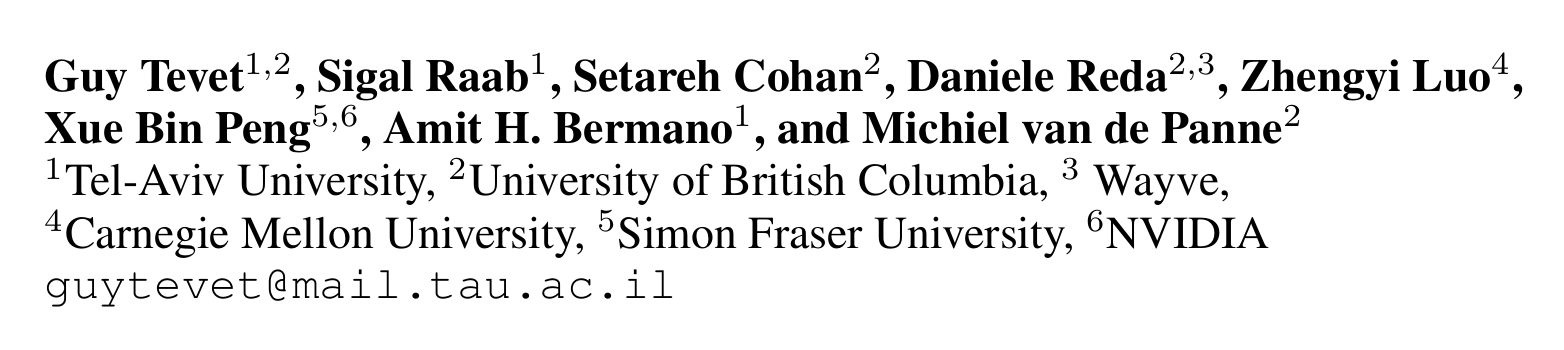 Guy Tevet1,2, Sigal Raab1, Setareh Cohan2, Daniele Reda2,3, Zhengyi Luo4,
Xue Bin Peng5,6, Amit H. Bermano1, and Michiel van de Panne2
1Tel-Aviv University, 2University of British Columbia, 3 Wayve,
4Carnegie Mellon University, 5Simon Fraser University, 6NVIDIA
guytevet@mail.tau.ac.il